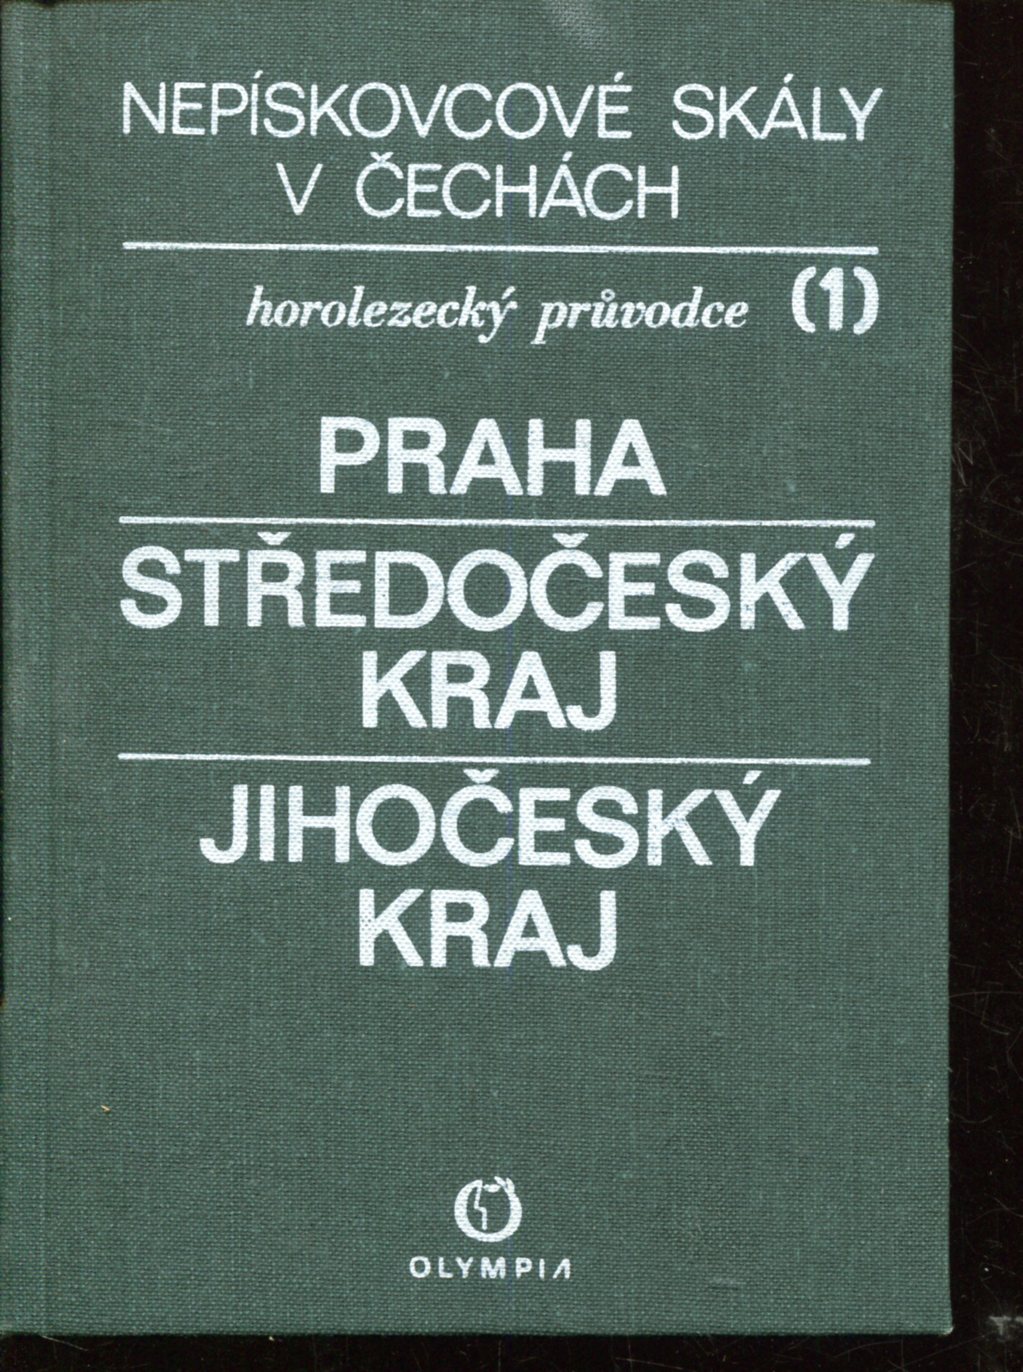 NEPÍSKOVCOVÉ SKÁLY
V ČECHÁCH
horolezecký průvodce (1)
PRAHA
STŘEDOČESKÝ
KRAJ
JIHOČESKÝ
KRAJ
OLYMPIA